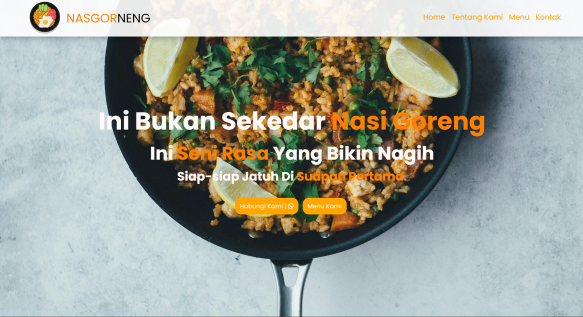 NASGORNENG
Home Tentang Kami Menu Kontak
Ini Bukan Sekedar Nasi Goreng
Ini Seni Rasa Yang Bikin Nagih
Siap-siap Jatuh Di Suapan Pertama
Hubungi Kami |
Menu Kami